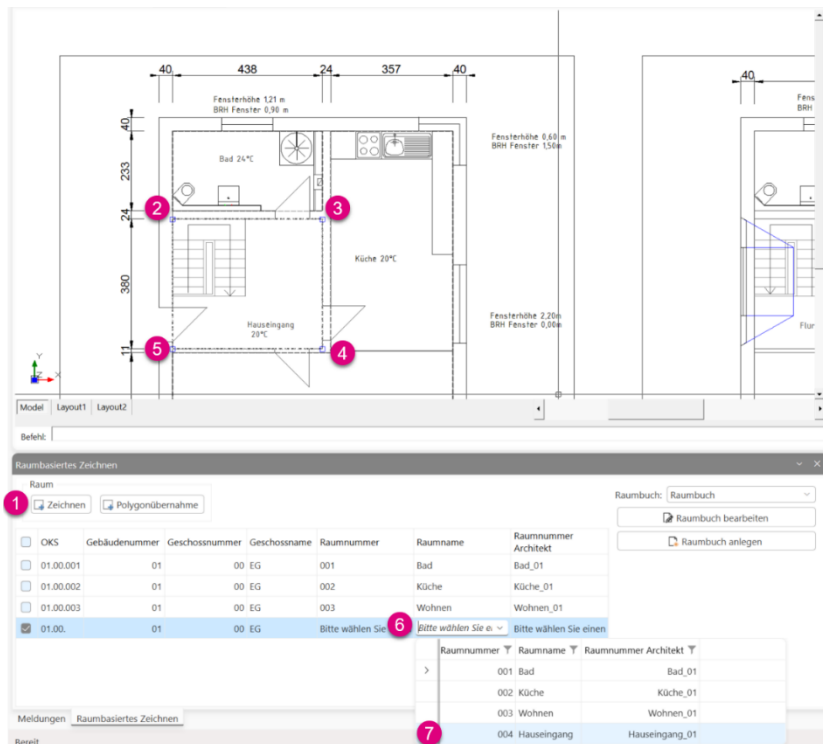 40
438
24
357
40
40
Fensterhöhe 1,21 m
BRH Fenster 0,90 m
Fens
BRH
40
Fensterhöhe 0,60 m
BRH Fenster 1,50m
Bad 24°C
233
2
3
24
Küche 20°C
380
Fensterhöhe 2,20m
BRH Fenster 0,00m
Hauseingang
20°C
Flur
5
4
11
Y
X
Model
Layout1
Layout2
Befehl:
Raumbasiertes Zeichnen
Raum
1
Zeichnen
Polygonübernahme
Raumbuch:
Raumbuch
Raumbuch bearbeiten
Raumbuch anlegen
OKS
Gebäudenummer
Geschossnummer
Geschossname
Raumnummer
Raumname
Raumnummer
Architekt
01.00.001 01 00 EG 001 Bad Bad_01
01.00.002 01 00 EG 002 Küche Küche_01
01.00.003 01 00 EG 003 Wohnen Wohnen_01
01.00. 01 00 EG Bitte wählen Sie 6 Bitte wählen Sie e. Bitte wählen Sie einen
Raumnummer Raumname Raumnummer Architekt
001 Bad Bad_01
002 Küche Küche_01
003 Wohnen Wohnen_01
7 004 Hauseingang Hauseingang_01
Meldungen
Raumbasiertes Zeichnen
Bereit